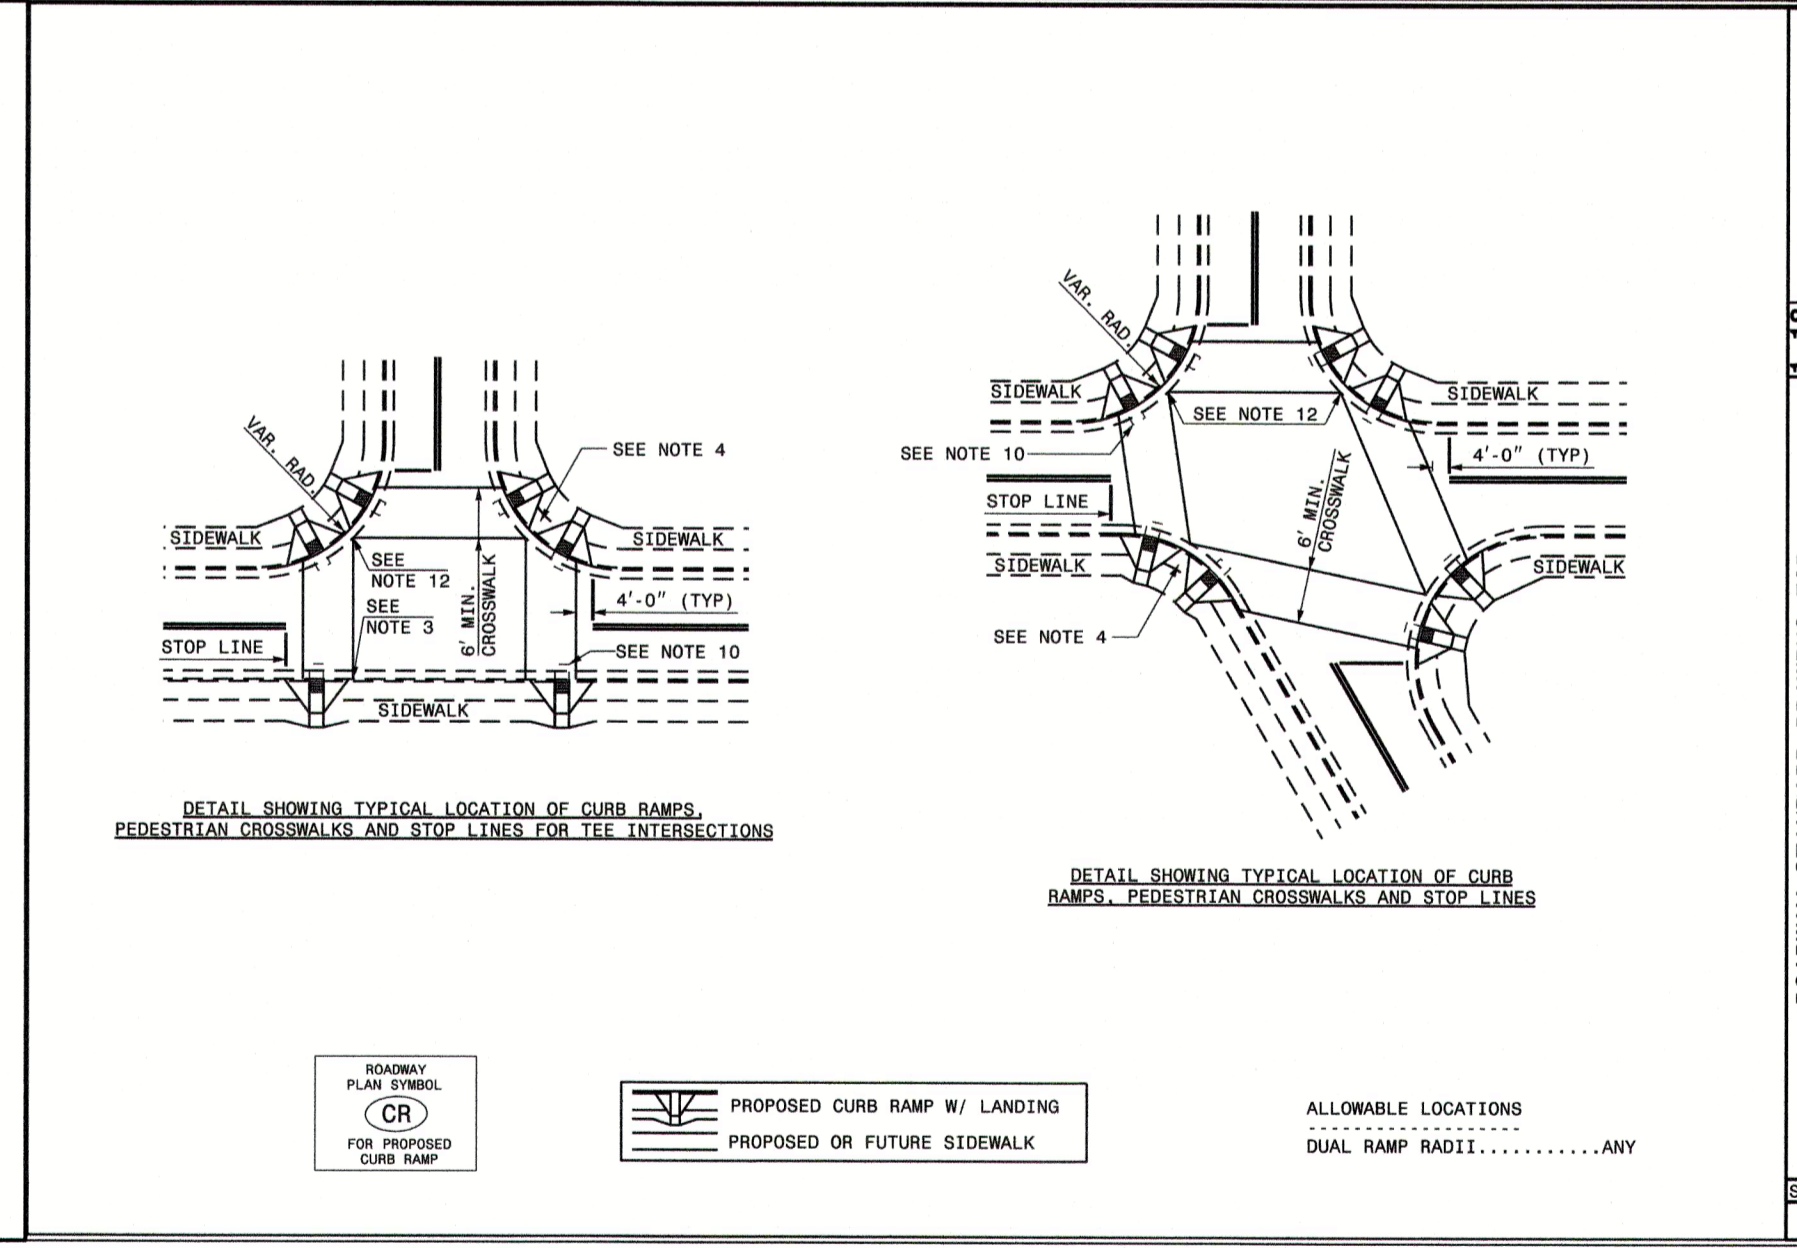 VAR. RAD.
SEE NOTE 4
SIDEWALK
SIDEWALK
SEE
NOTE 12
SEE
NOTE 3
6' MIN.
CROSSWALK
4'-0" (TYP)
STOP LINE
SEE NOTE 10
SIDEWALK
DETAIL SHOWING TYPICAL LOCATION OF CURB RAMPS,
PEDESTRIAN CROSSWALKS AND STOP LINES FOR TEE INTERSECTIONS
VAR. RAD.
SIDEWALK
SIDEWALK
SEE NOTE 12
SEE NOTE 10
4'-0" (TYP)
STOP LINE
6' MIN.
CROSSWALK
SIDEWALK
SIDEWALK
SEE NOTE 4
DETAIL SHOWING TYPICAL LOCATION OF CURB
RAMPS, PEDESTRIAN CROSSWALKS AND STOP LINES
ROADWAY
PLAN SYMBOL
CR
FOR PROPOSED
CURB RAMP
PROPOSED CURB RAMP W/ LANDING
PROPOSED OR FUTURE SIDEWALK
ALLOWABLE LOCATIONS
-------------------
DUAL RAMP RADII...........ANY